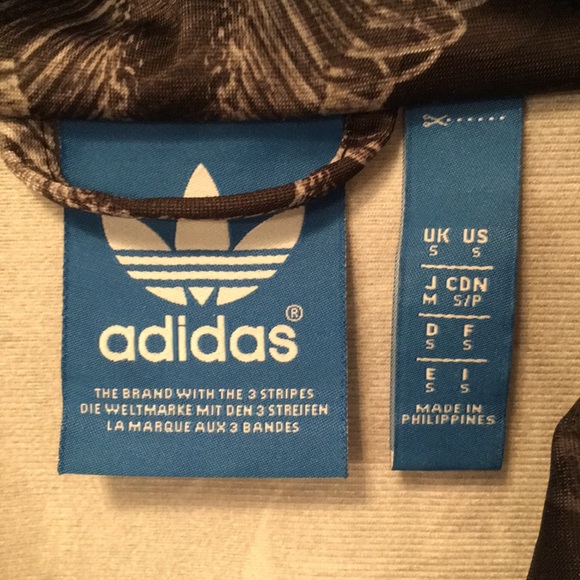 adidas®
THE BRAND WITH THE 3 STRIPES
DIE WELTMARKE MIT DEN 3 STREIFEN
LA MARQUE AUX 3 BANDES
UK US
S S
J CDN
M S/P
D F
S S
E I
S S
MADE IN
PHILIPPINES